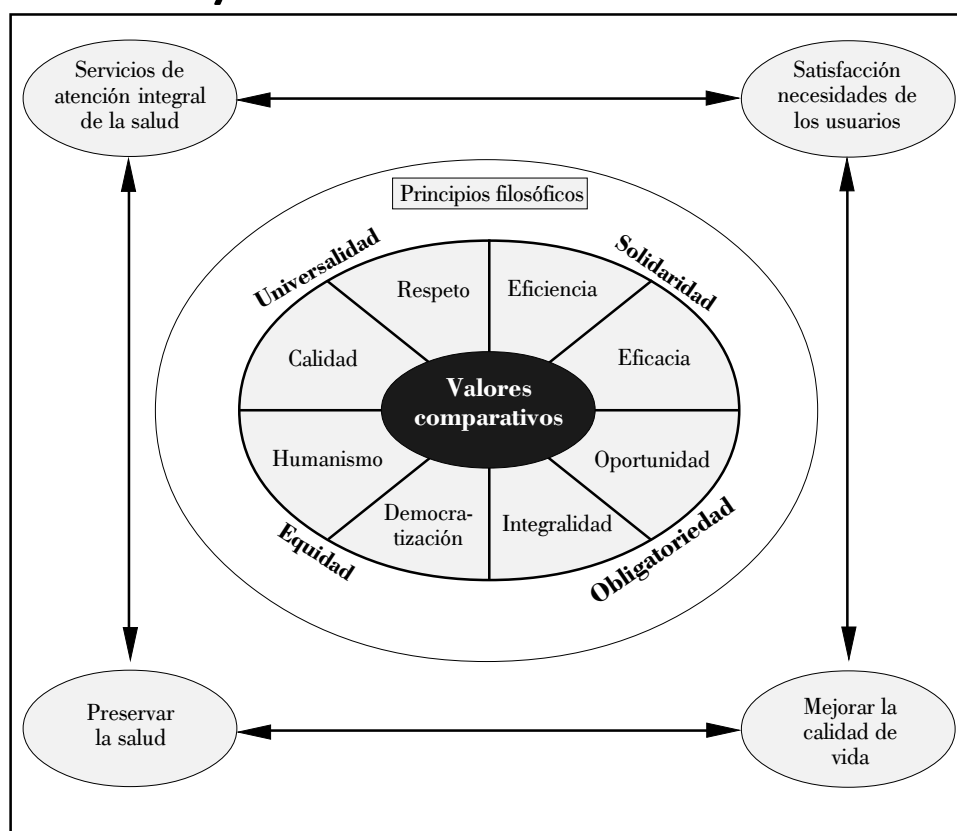 Servicios de
atención integral
de la salud
Satisfacción
necesidades de
los usuarios
Principios filosóficos
Universalidad
Solidaridad
Respeto
Eficiencia
Calidad
Eficacia
Valores
comparativos
Humanismo
Oportunidad
Democra-
tización
Integralidad
Equidad
Obligatoriedad
Preservar
la salud
Mejorar la
calidad de
vida